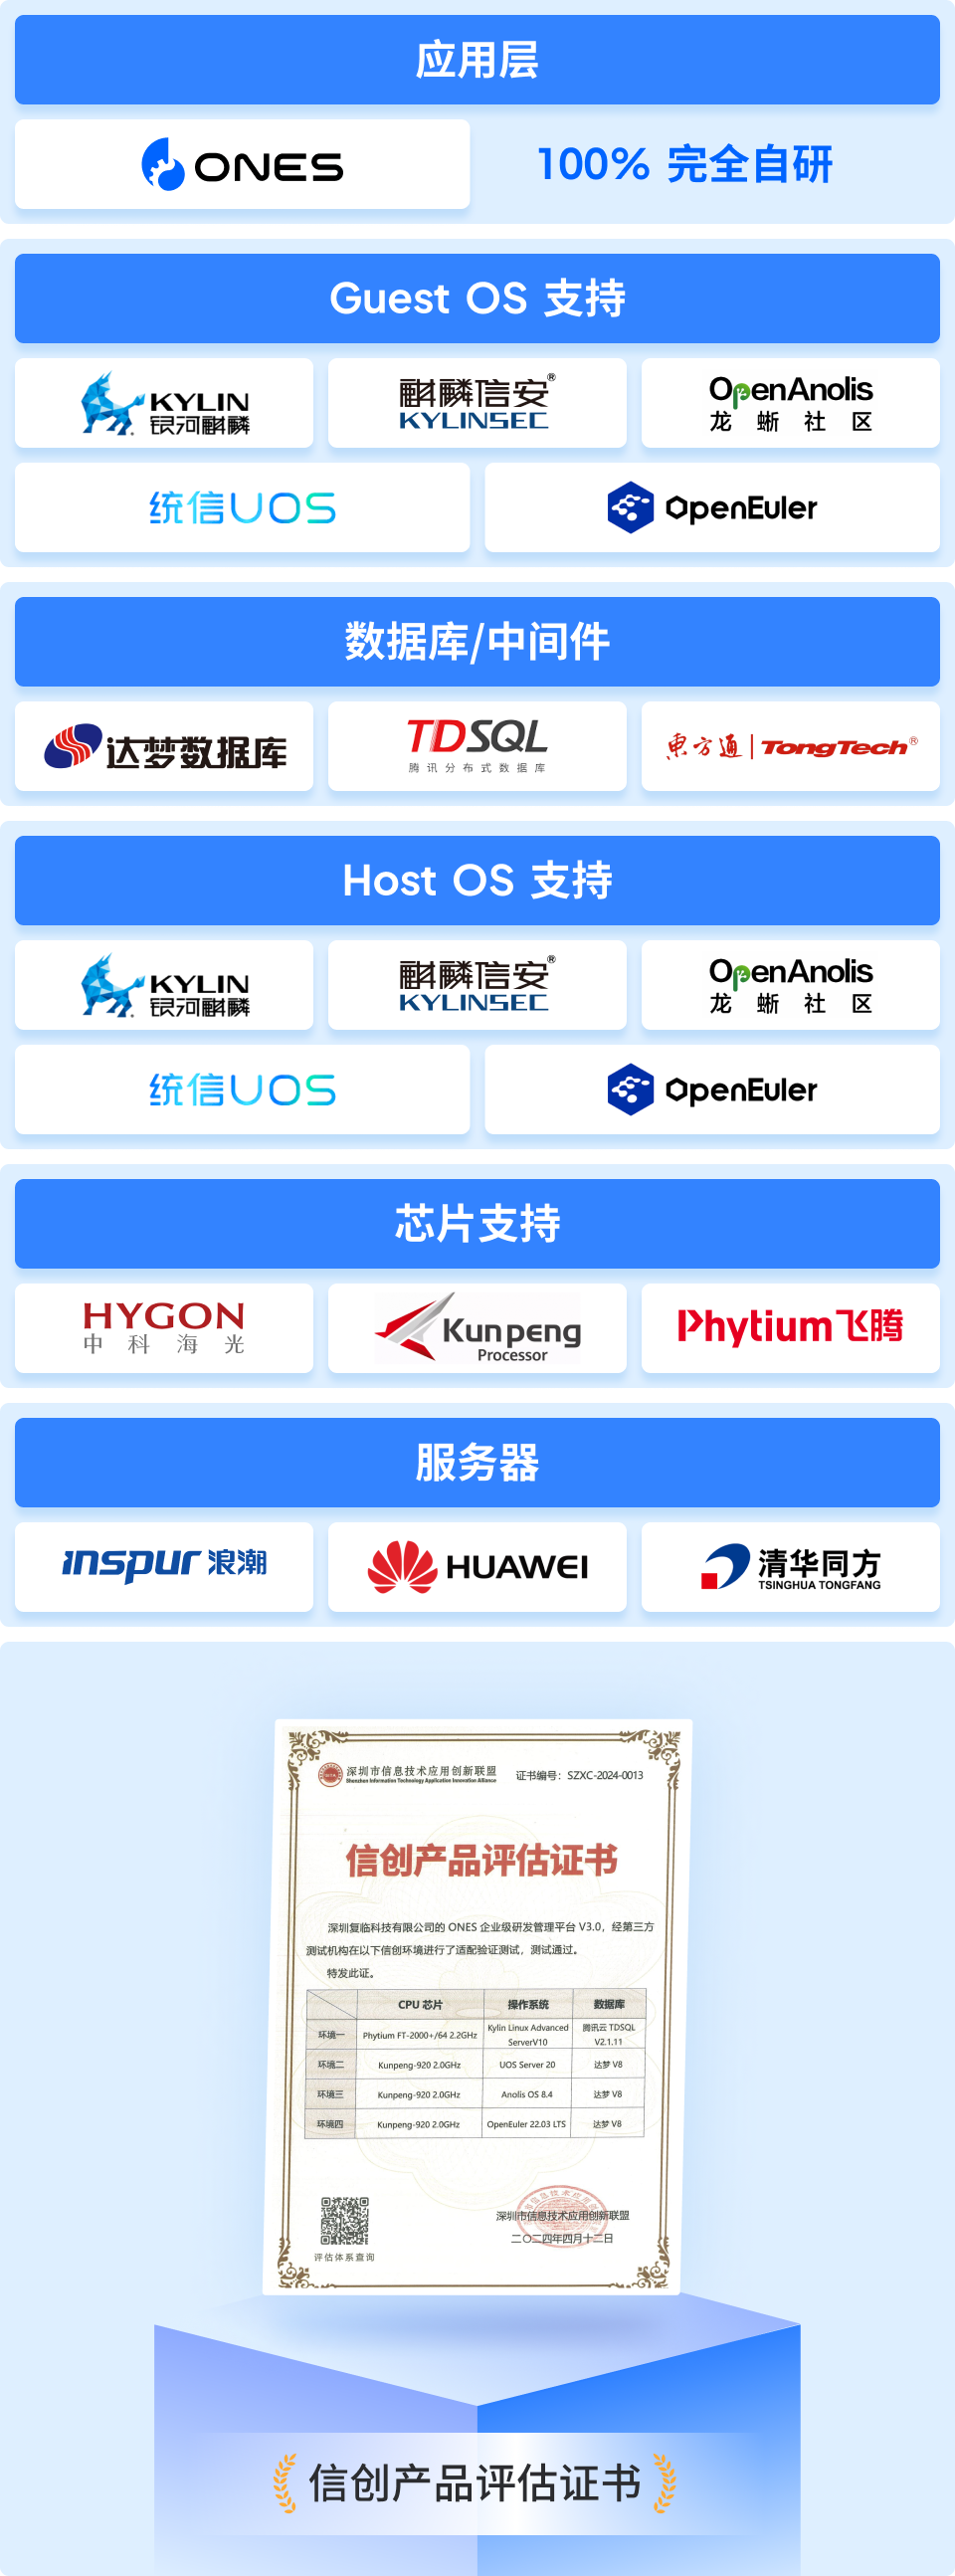 应用层
ONES
100% 完全自研
Guest OS 支持
KYLIN
银河麒麟
麒麟信安®
KYLINSEC
OpenAnolis
龙蜥社区
统信UOS
OpenEuler
数据库/中间件
达梦数据库
TDSQL
腾讯分布式数据库
東方通|TongTech®
Host OS 支持
KYLIN
银河麒麟
麒麟信安®
KYLINSEC
OpenAnolis
龙蜥社区
统信UOS
OpenEuler
芯片支持
HYGON
中科海光
Kunpeng
Processor
Phytium飞腾
服务器
inspur 浪潮
HUAWEI
清华同方
TSINGHUA TONGFANG
深圳市信息技术应用创新联盟
Shenzhen Information Technology Application Innovation Alliance
证书编号：SZXC-2024-0013
信创产品评估证书
深圳复临科技有限公司的 ONES 企业级研发管理平台 V3.0，经第三方
测试机构在以下信创环境进行了适配验证测试，测试通过。
特发此证。
CPU 芯片 操作系统 数据库
环境一 Phytium FT-2000+/64 2.2GHz Kylin Linux Advanced ServerV10 腾讯云 TDSQL V2.1.11
环境二 Kunpeng-920 2.0GHz UOS Server 20 达梦 V8
环境三 Kunpeng-920 2.0GHz Anolis OS 8.4 达梦 V8
环境四 Kunpeng-920 2.0GHz OpenEuler 22.03 LTS 达梦 V8
深圳市信息技术应用创新联盟
二〇二四年四月十二日
评估体系查询
信创产品评估证书